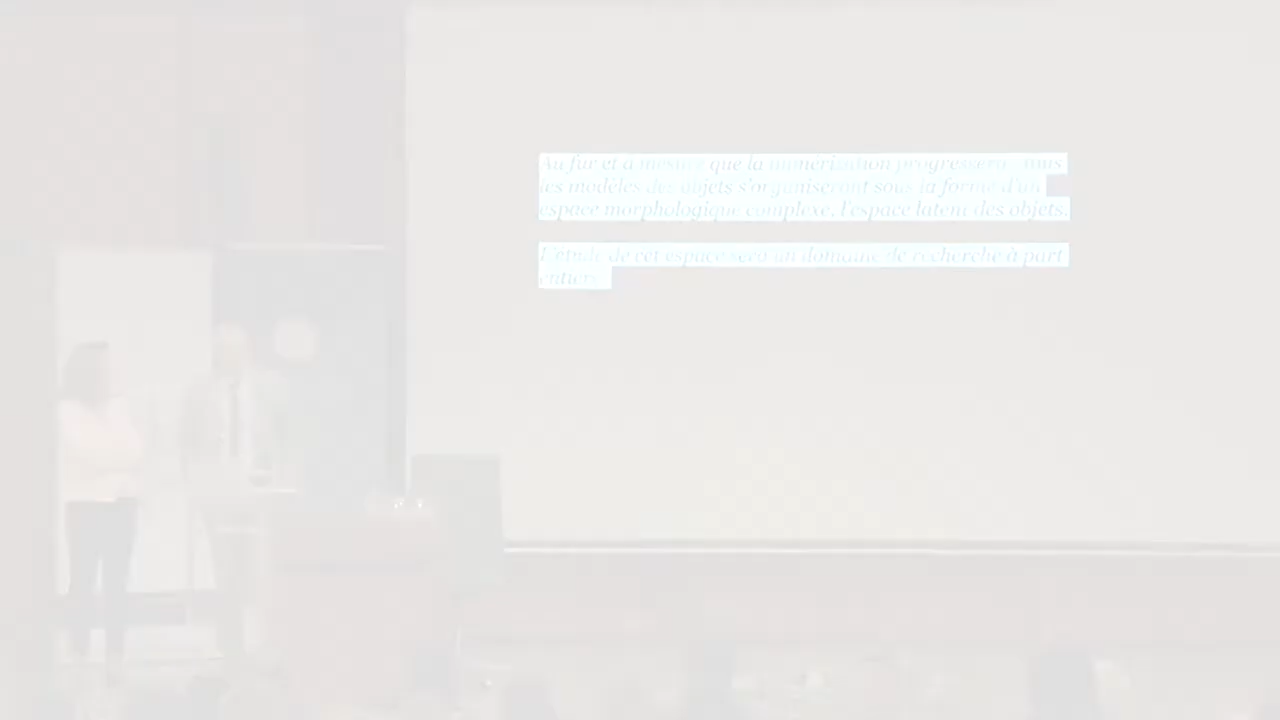 Au fur et à mesure que la numérisation progressera, tous
les modèles des objets s'organiseront sous la forme d'un
espace morphologique complexe, l'espace latent des objets.
L'étude de cet espace sera un domaine de recherche à part
entière.